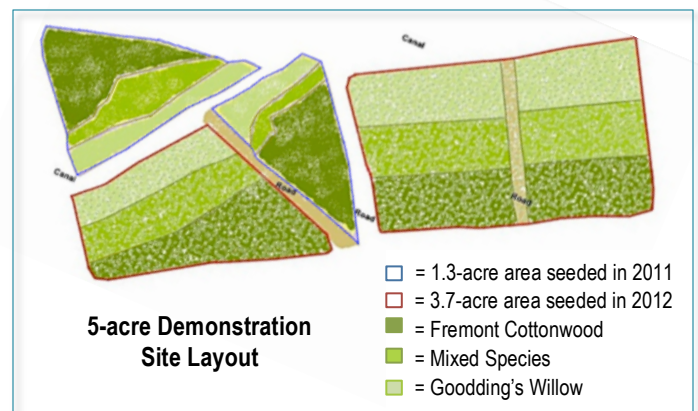 Canal
Canal
Road
Road
Road
5-acre Demonstration
Site Layout
= 1.3-acre area seeded in 2011
= 3.7-acre area seeded in 2012
= Fremont Cottonwood
= Mixed Species
= Goodding's Willow